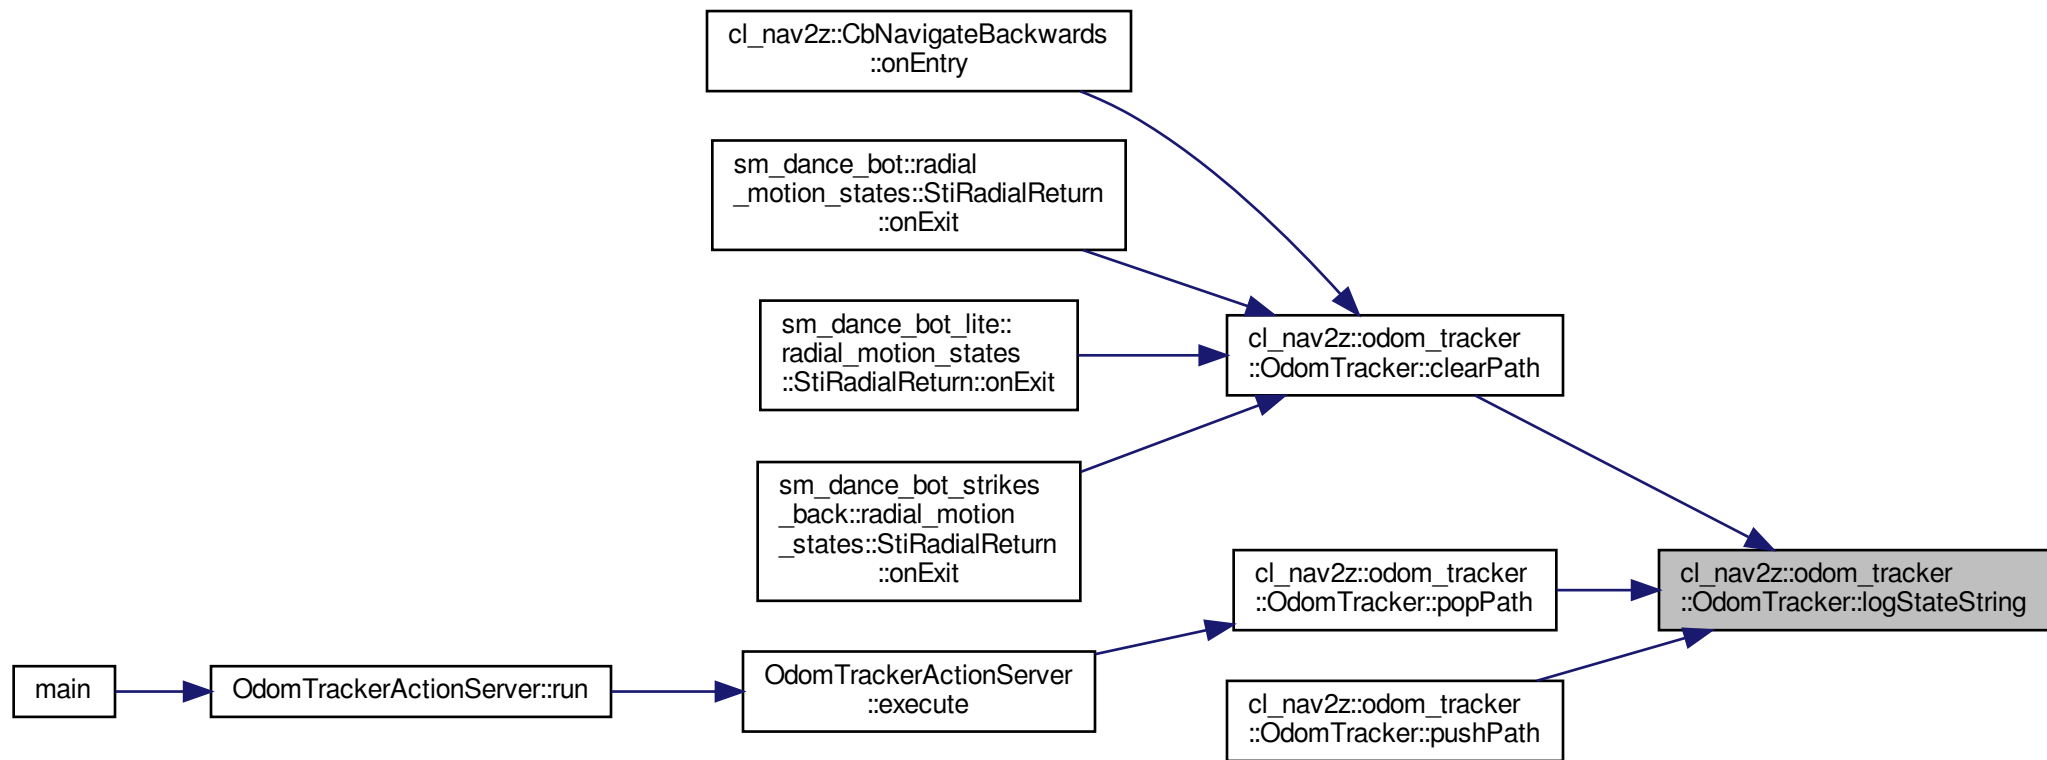 cl_nav2z::CbNavigateBackwards
::onEntry
sm_dance_bot::radial
_motion_states::StiRadialReturn
::onExit
sm_dance_bot_lite::
radial_motion_states
::StiRadialReturn::onExit
cl_nav2z::odom_tracker
::OdomTracker::clearPath
sm_dance_bot_strikes
_back::radial_motion
_states::StiRadialReturn
::onExit
cl_nav2z::odom_tracker
::OdomTracker::popPath
cl_nav2z::odom_tracker
::OdomTracker::logStateString
main
OdomTrackerActionServer::run
OdomTrackerActionServer
::execute
cl_nav2z::odom_tracker
::OdomTracker::pushPath